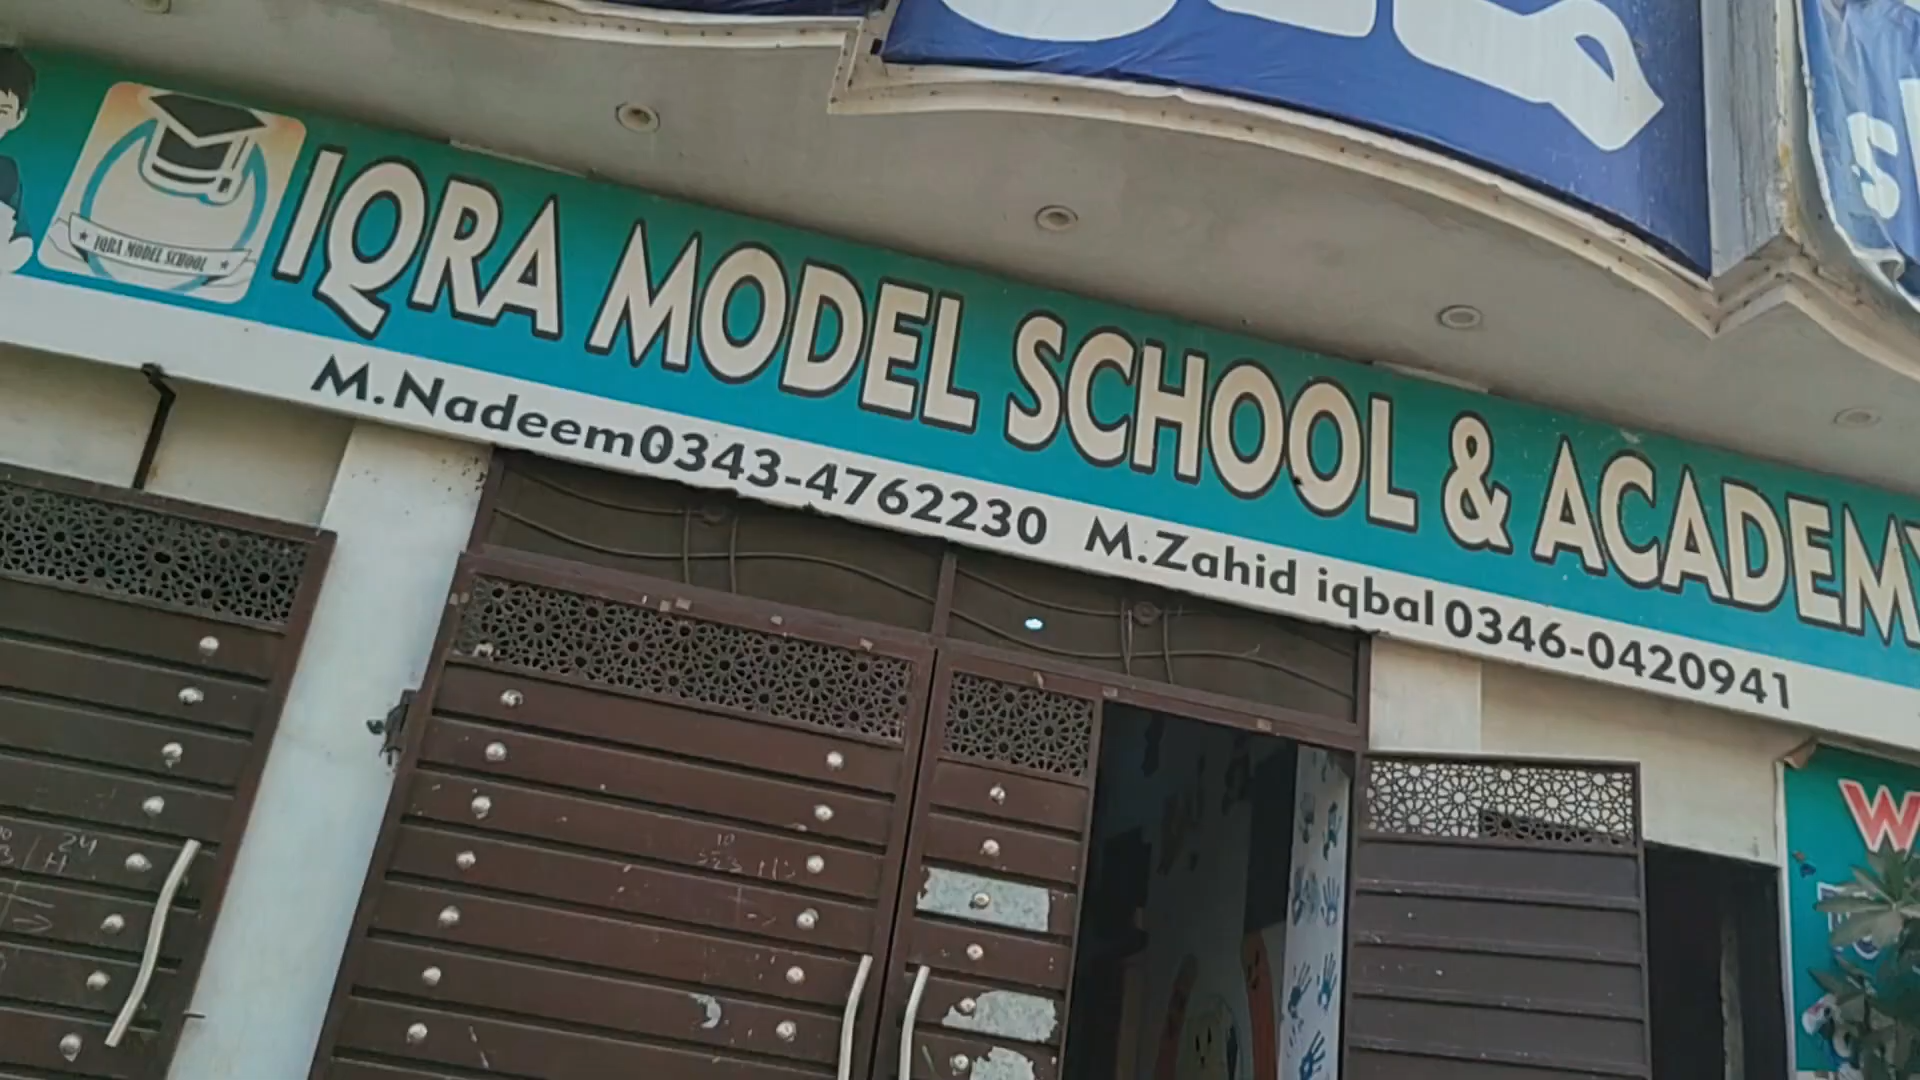 IQRA MODEL SCHOOL
IQRA MODEL SCHOOL & ACADEMY
M.Nadeem0343-4762230 M.Zahid iqbal0346-0420941
S
W